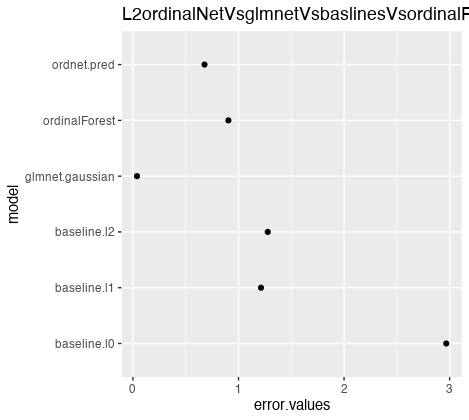 L2ordinalNetVsglmnetVsbaslinesVsordinalF
ordnet.pred
ordinalForest
glmnet.gaussian
baseline.l2
baseline.l1
baseline.l0
model
0 1 2 3
error.values